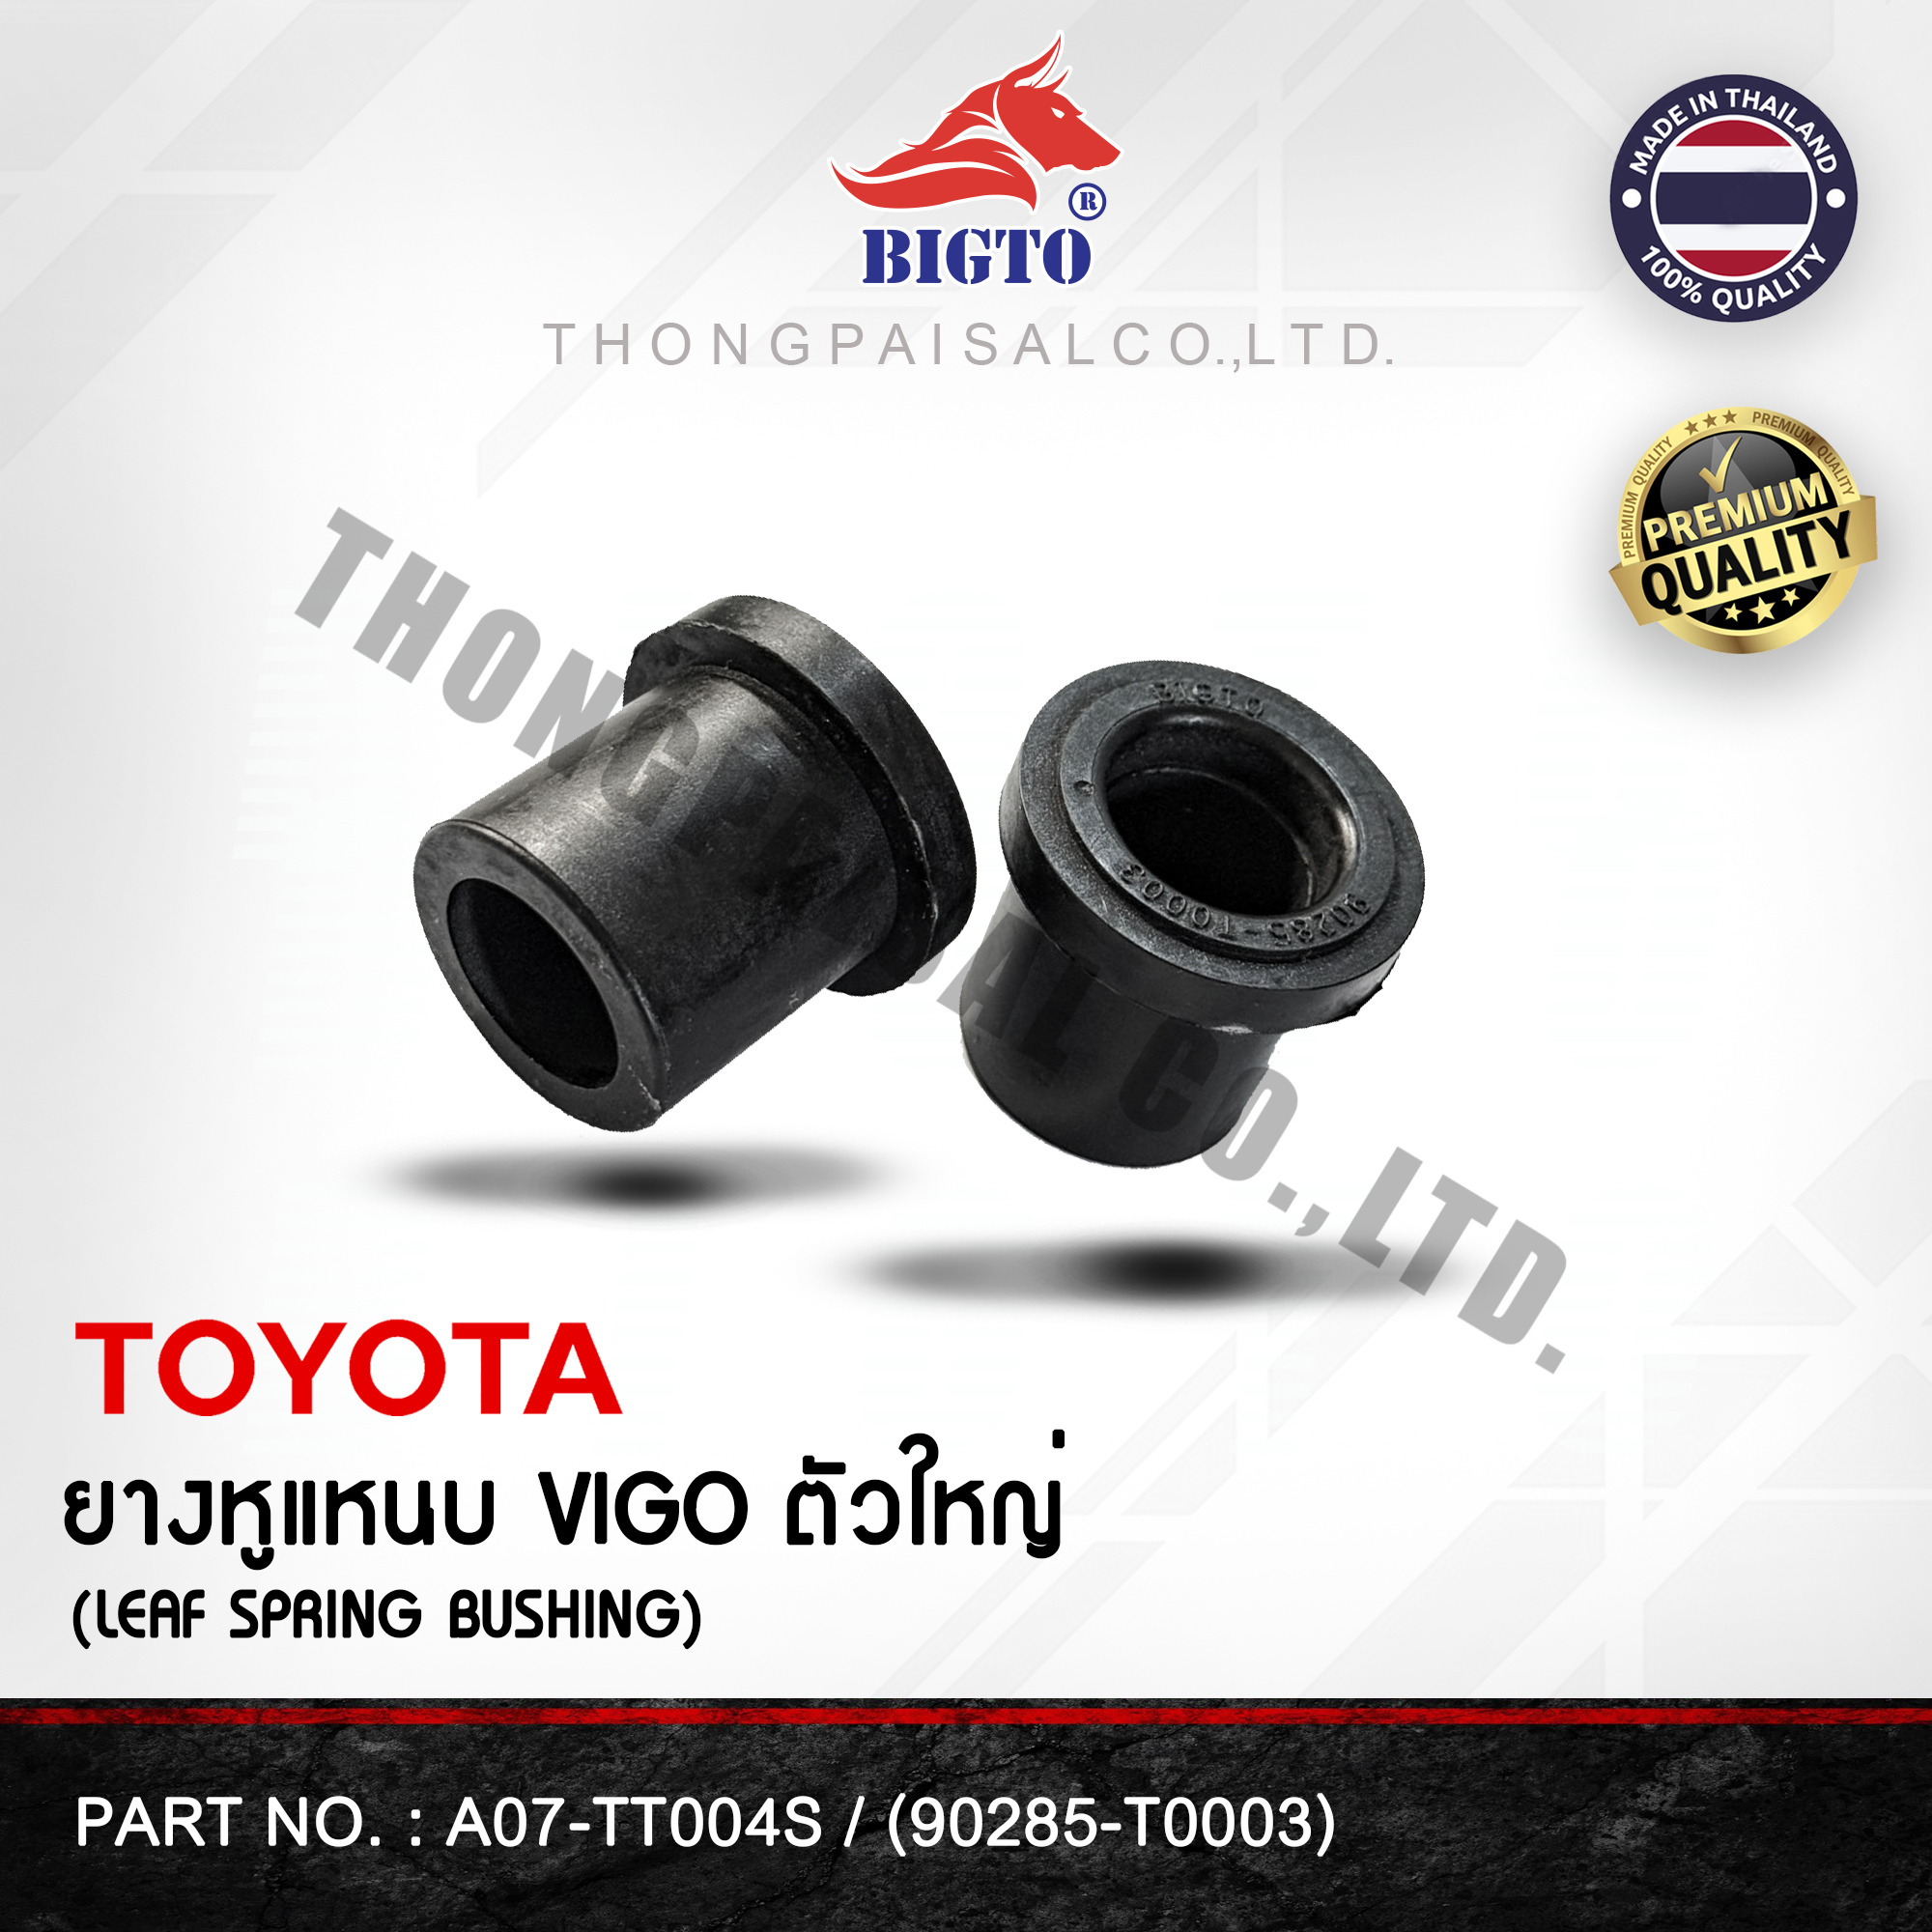 BIGTO
®
THONGPAISALCO.,LTD.
MADE IN THAILAND
100% QUALITY
PREMIUM QUALITY ★★★ PREMIUM QUALITY
PREMIUM
QUALITY
THONGPAISAL CO.,LTD.
BIGTO
90285-T0003
TOYOTA
ยางหูแหนบ VIGO ตัวใหญ่
(LEAF SPRING BUSHING)
PART NO. : A07-TT004S / (90285-T0003)